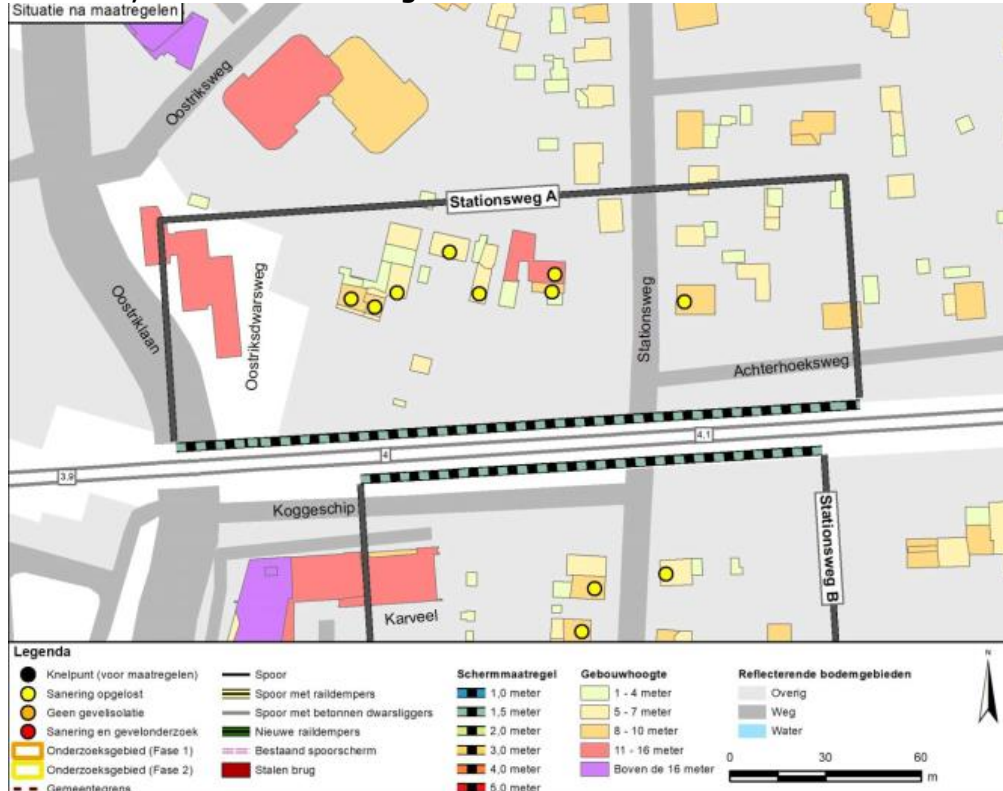 Situatie na maatregelen
Oostriksweg
Stationsweg A
Oostriklaan
Oostriksdwarsweg
Stationsweg
Achterhoeksweg
4,1
4
3,9
Koggeschip
Karveel
Stationsweg B
Legenda
Knelpunt (voor maatregelen)
Sanering opgelost
Geen gevelisolatie
Sanering en gevelonderzoek
Onderzoeksgebied (Fase 1)
Onderzoeksgebied (Fase 2)
Gemeentegrens
Spoor
Spoor met raildempers
Spoor met betonnen dwarsliggers
Nieuwe raildempers
Bestaand spoorscherm
Stalen brug
Schermmaatregel
1,0 meter
1,5 meter
2,0 meter
3,0 meter
4,0 meter
5,0 meter
Gebouwhoogte
1 - 4 meter
5 - 7 meter
8 - 10 meter
11 - 16 meter
Boven de 16 meter
Reflecterende bodemgebieden
Overig
Weg
Water
N
0 30 60
m